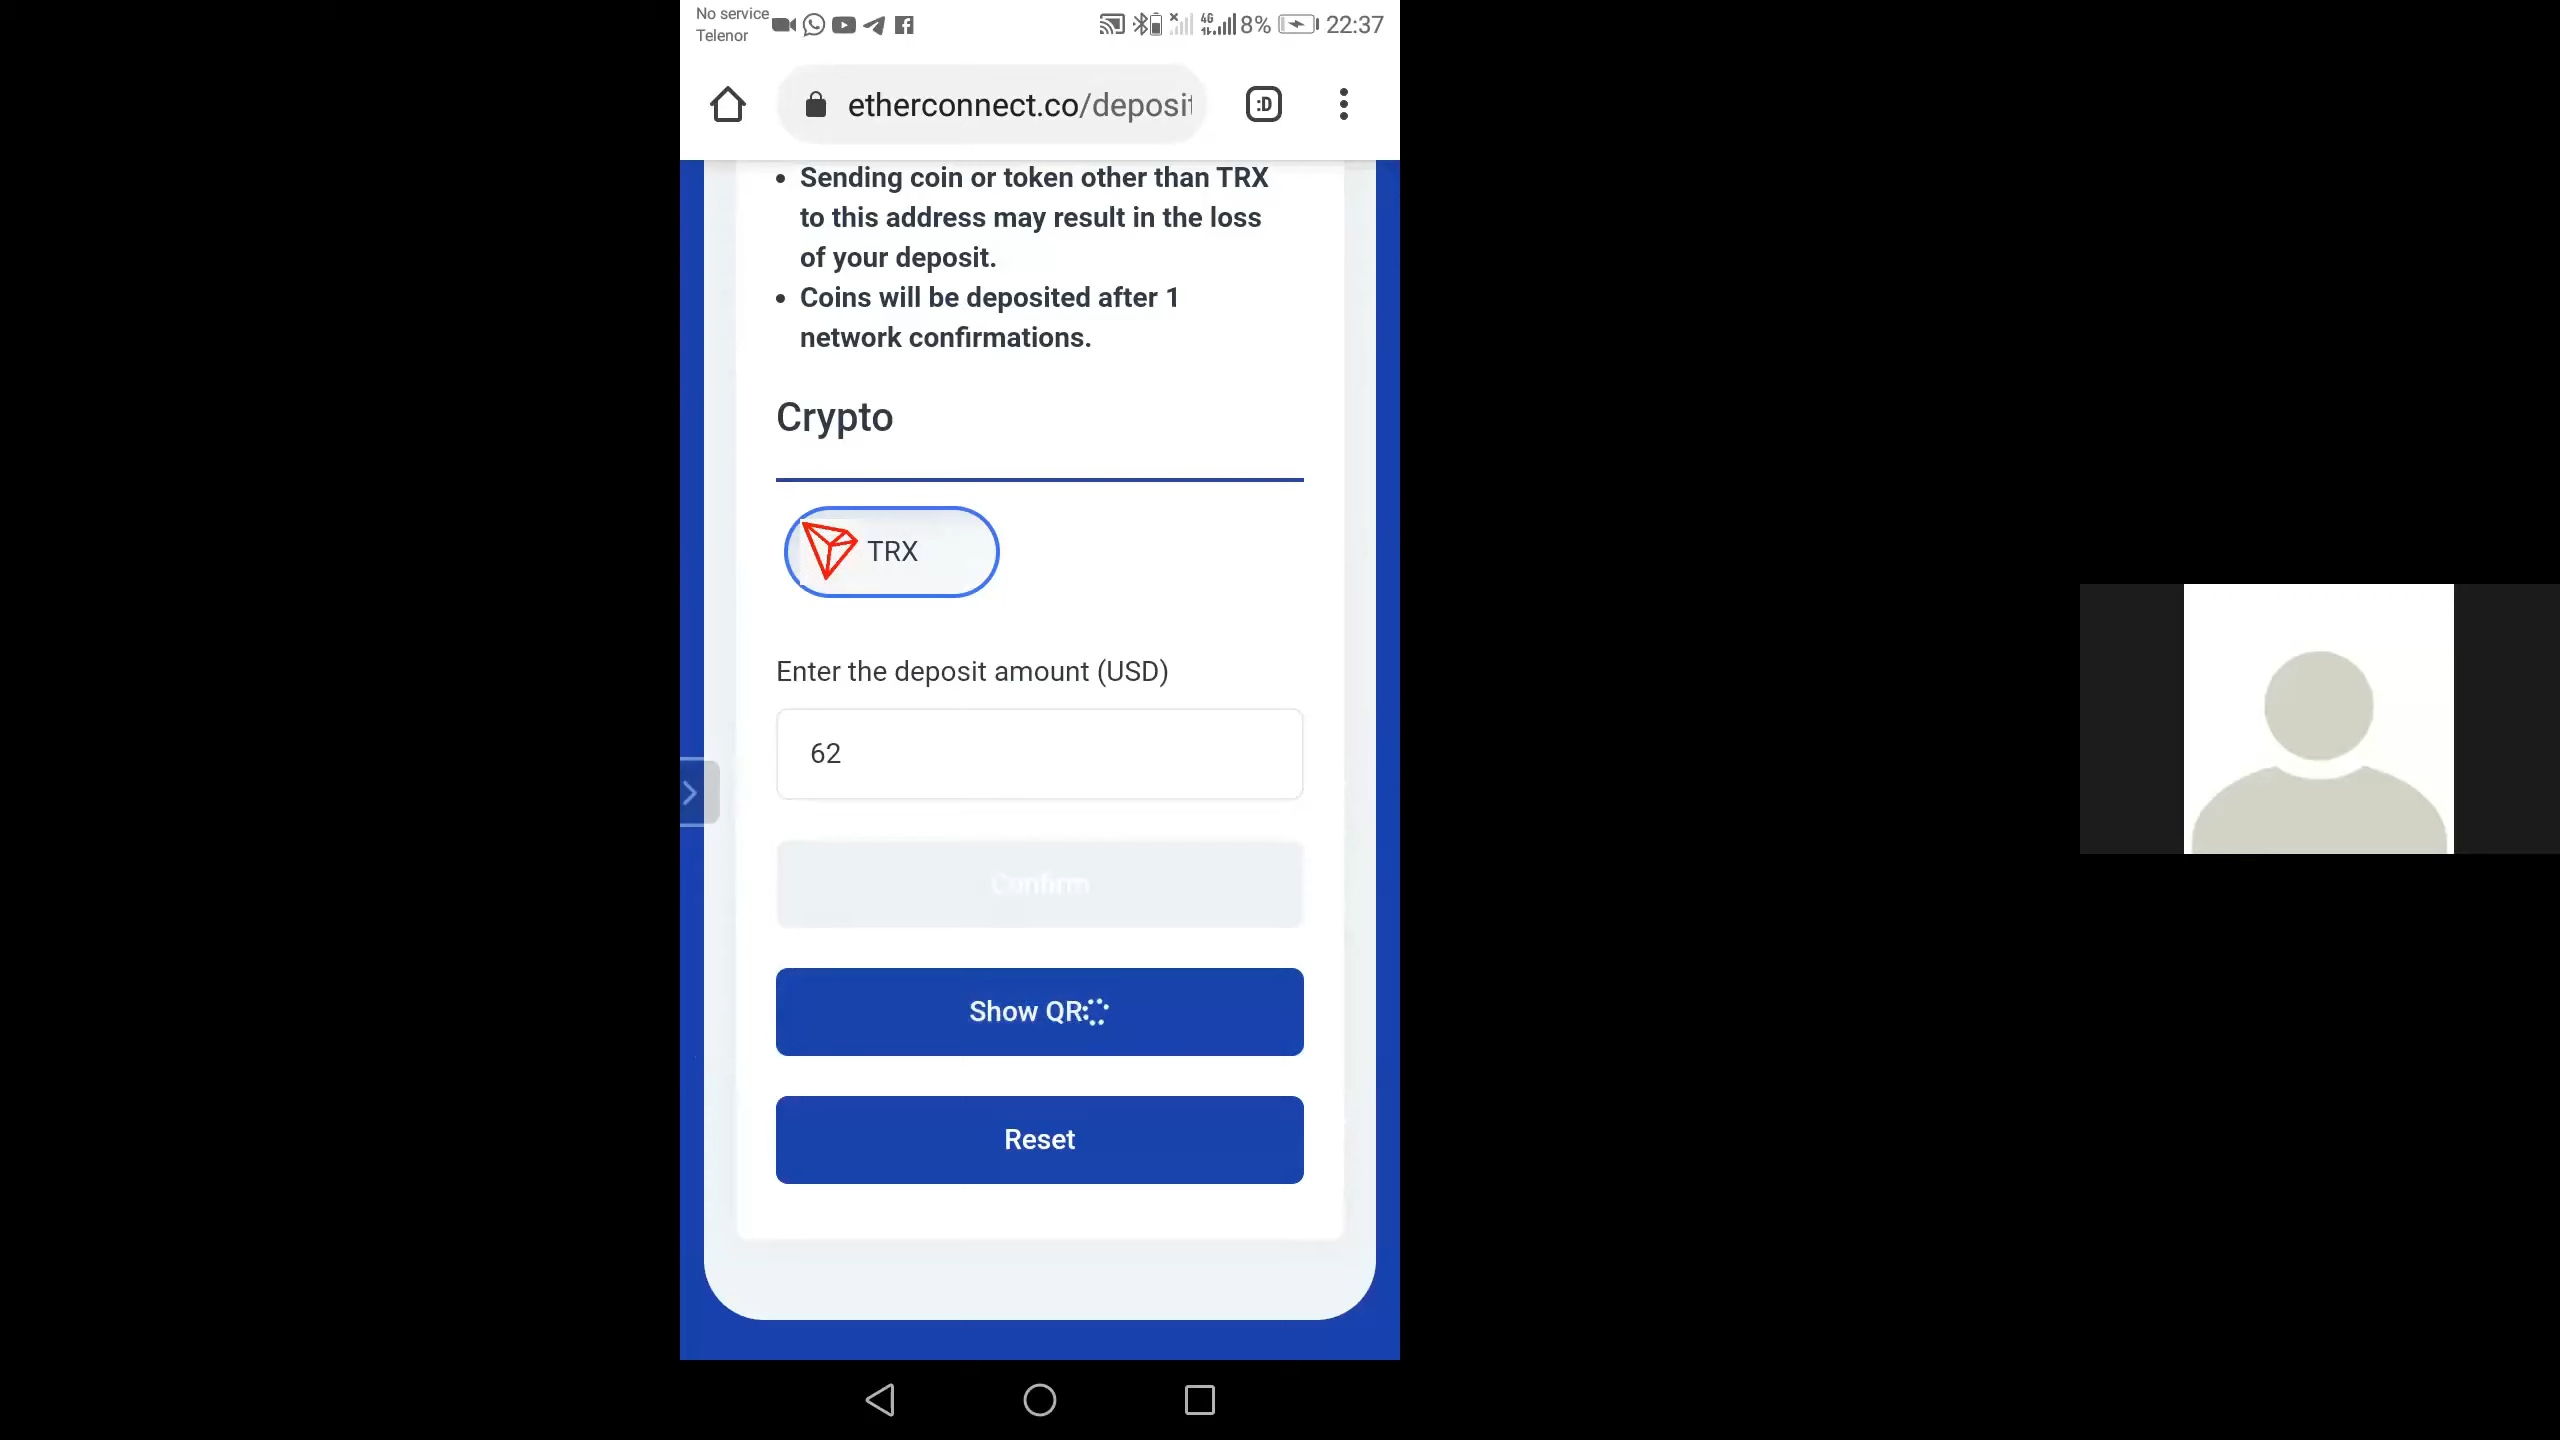 No service
Telenor
4G
8%
22:37
etherconnect.co/deposit
:D
• Sending coin or token other than TRX
to this address may result in the loss
of your deposit.
• Coins will be deposited after 1
network confirmations.
Crypto
TRX
Enter the deposit amount (USD)
62
Confirm
Show QR
Reset